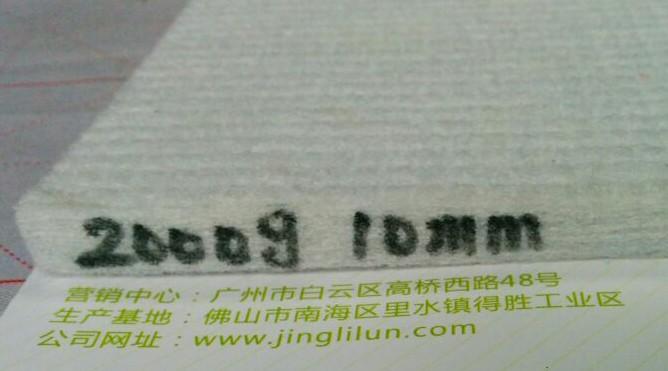 20000g 10mm
营销中心：广州市白云区高桥西路48号
生产基地：佛山市南海区里水镇得胜工业区
公司网址：www.jinglilun.com